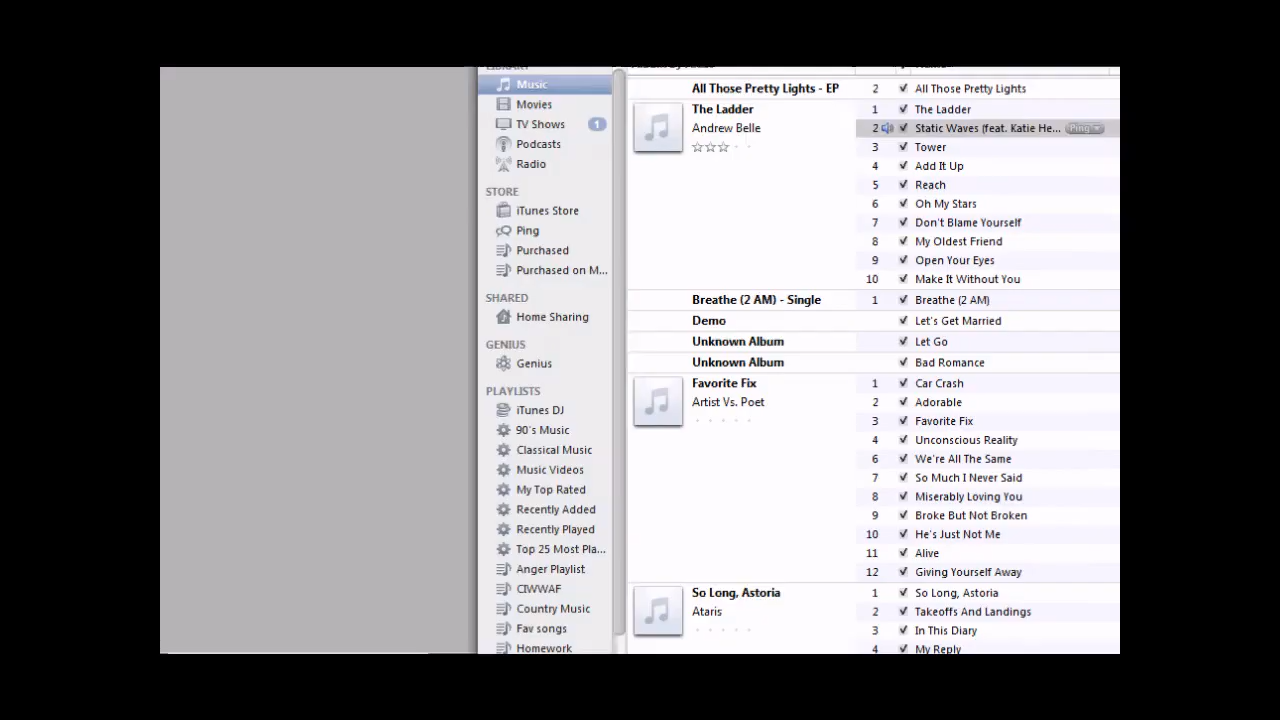 Music
Movies
TV Shows 1
Podcasts
Radio
STORE
iTunes Store
Ping
Purchased
Purchased on M...
SHARED
Home Sharing
GENIUS
Genius
PLAYLISTS
iTunes DJ
90's Music
Classical Music
Music Videos
My Top Rated
Recently Added
Recently Played
Top 25 Most Pla...
Anger Playlist
CIWWAF
Country Music
Fav songs
Homework
All Those Pretty Lights - EP 2 All Those Pretty Lights
The Ladder 1 The Ladder
Andrew Belle 2 Static Waves (feat. Katie He... Ping
3 Tower
4 Add It Up
5 Reach
6 Oh My Stars
7 Don't Blame Yourself
8 My Oldest Friend
9 Open Your Eyes
10 Make It Without You
Breathe (2 AM) - Single 1 Breathe (2 AM)
Demo Let's Get Married
Unknown Album Let Go
Unknown Album Bad Romance
Favorite Fix 1 Car Crash
Artist Vs. Poet 2 Adorable
3 Favorite Fix
4 Unconscious Reality
6 We're All The Same
7 So Much I Never Said
8 Miserably Loving You
9 Broke But Not Broken
10 He's Just Not Me
11 Alive
12 Giving Yourself Away
So Long, Astoria 1 So Long, Astoria
Ataris 2 Takeoffs And Landings
3 In This Diary
4 My Reply